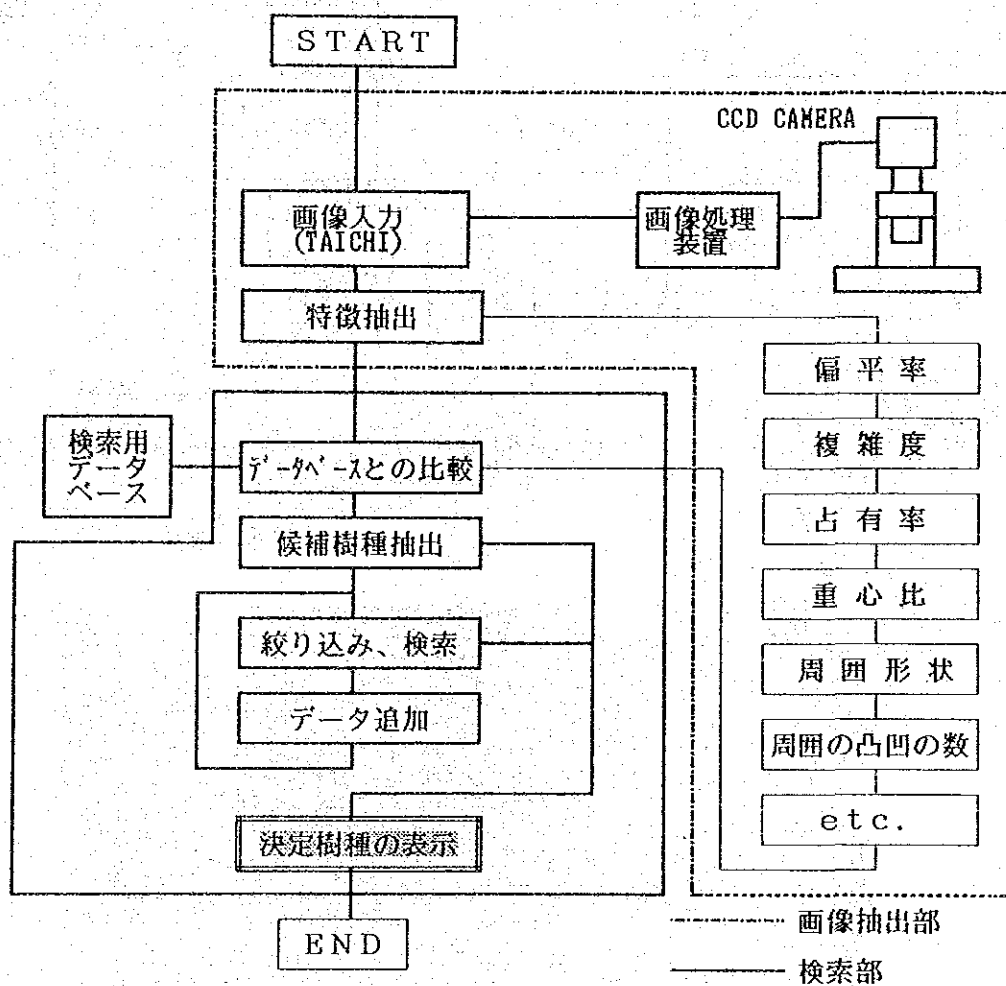 START
CCD CAMERA
画像入力
(TAICHI)
画像処理
装置
特徴抽出
偏平率
検索用
データ
ベース
データベースとの比較
複雑度
占有率
候補樹種抽出
重心比
絞り込み、検索
周囲形状
データ追加
周囲の凸凹の数
etc.
決定樹種の表示
END
画像抽出部
検索部